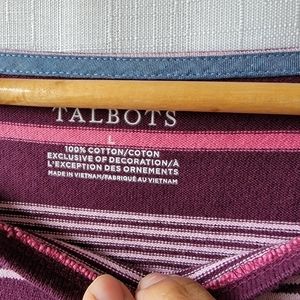 TALBOTS
L
100% COTTON/COTON
EXCLUSIVE OF DECORATION/À
L'EXCEPTION DES ORNEMENTS
MADE IN VIETNAM/FABRIQUÉ AU VIETNAM